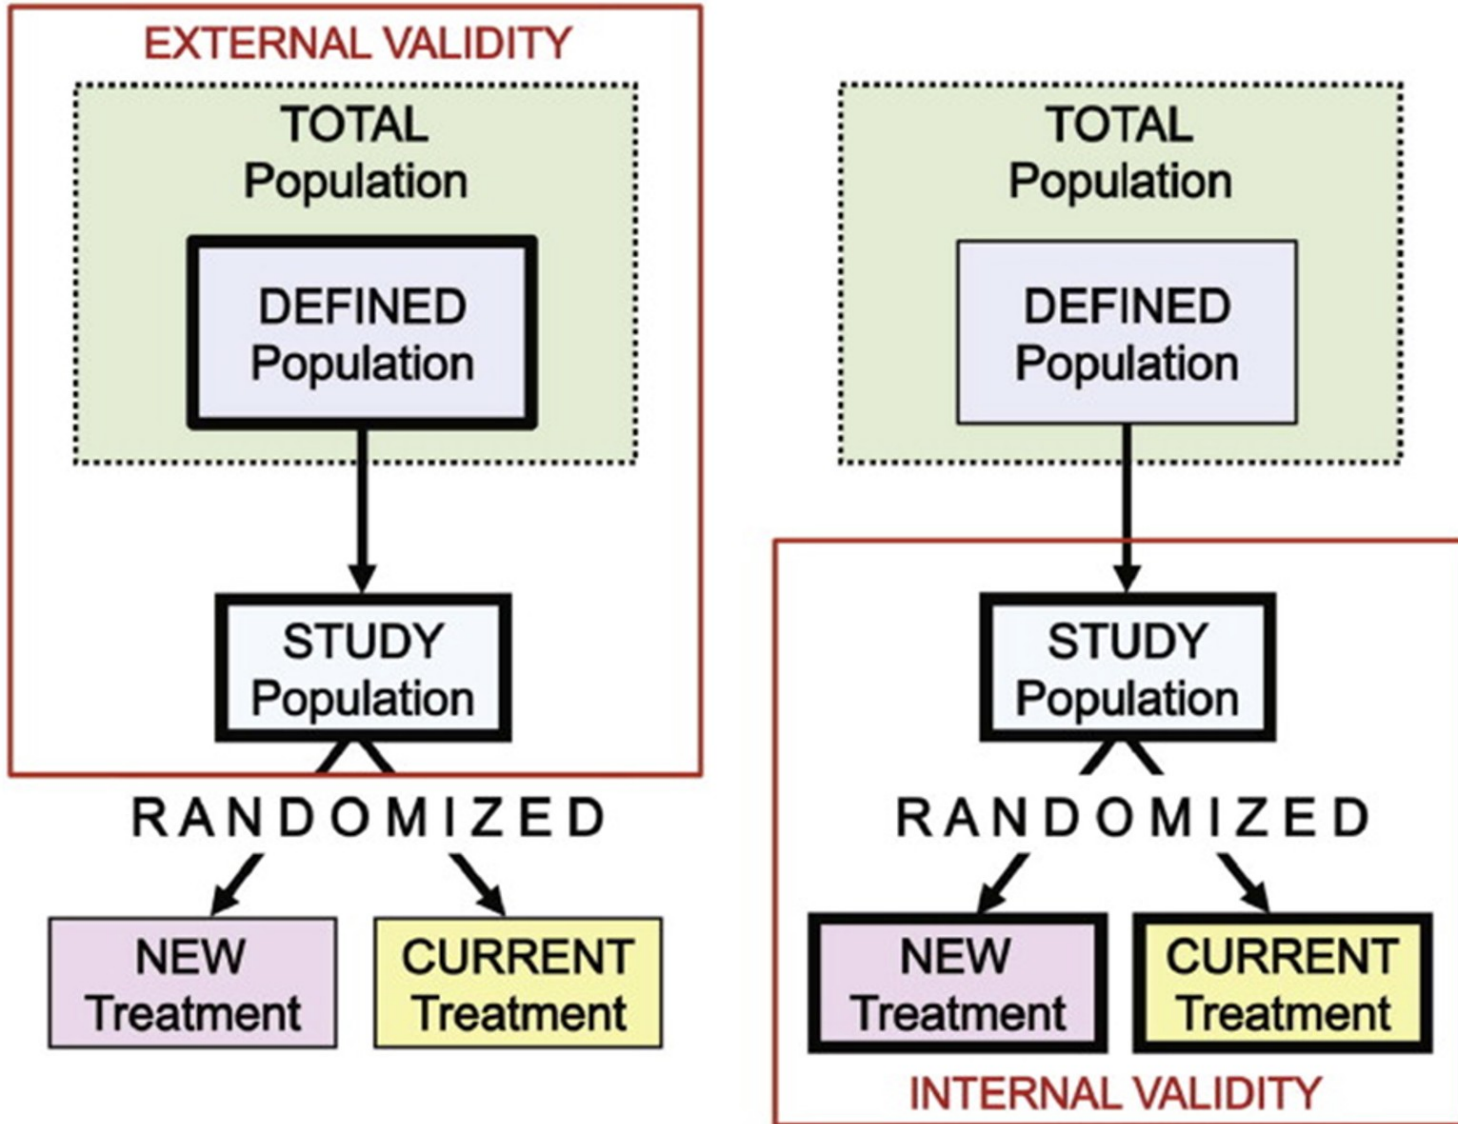 EXTERNAL VALIDITY
TOTAL
Population
DEFINED
Population
STUDY
Population
RANDOMIZED
NEW
Treatment
CURRENT
Treatment
TOTAL
Population
DEFINED
Population
STUDY
Population
RANDOMIZED
NEW
Treatment
CURRENT
Treatment
INTERNAL VALIDITY